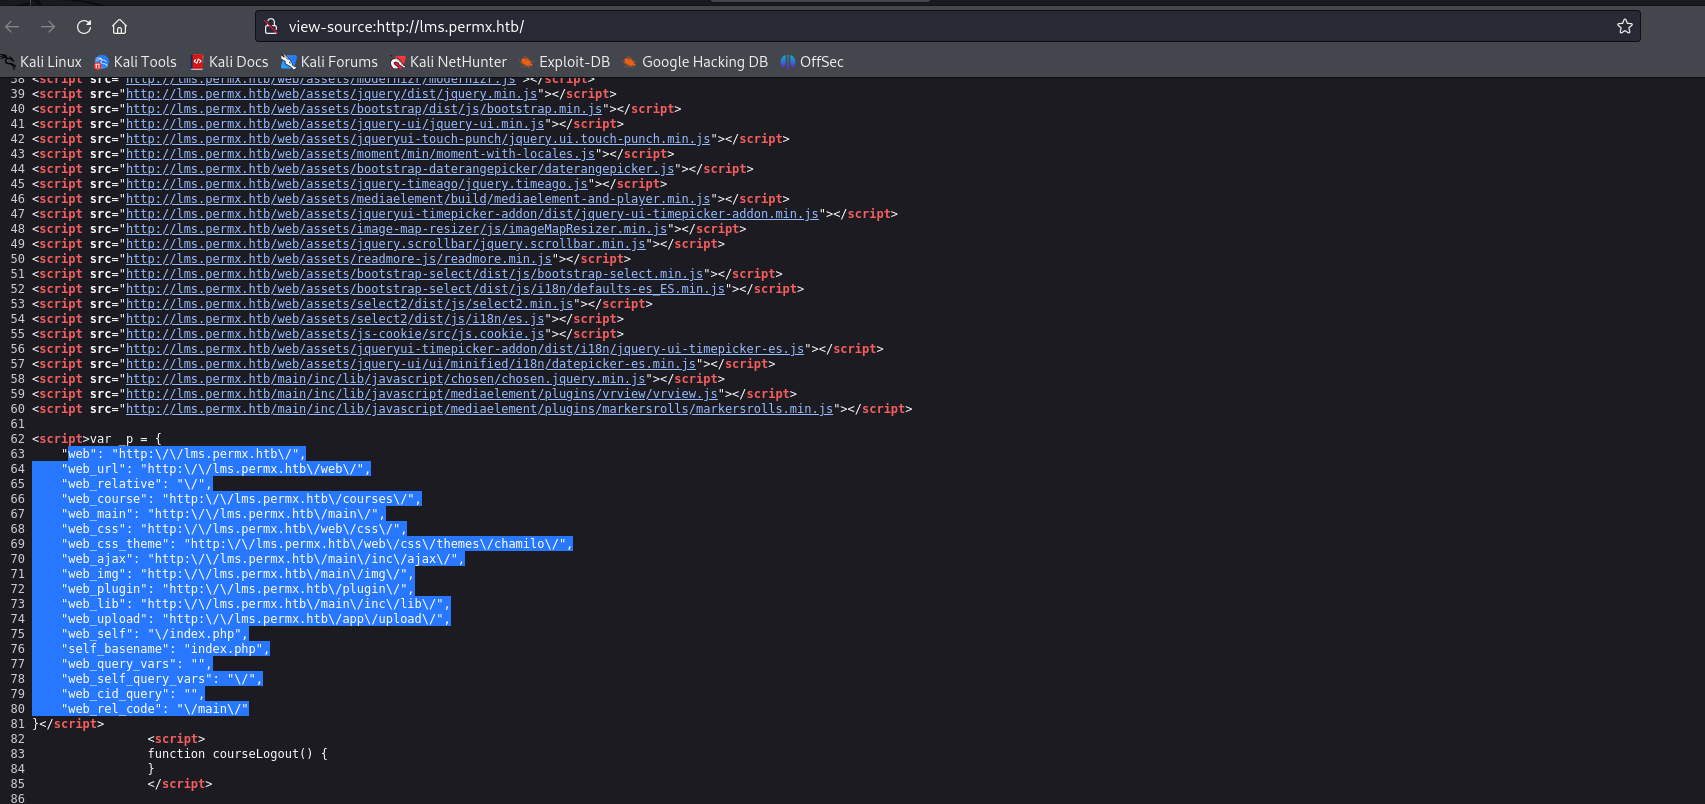 view-source:http://lms.permx.htb/
Kali Linux Kali Tools Kali Docs Kali Forums Kali NetHunter Exploit-DB Google Hacking DB OffSec
38 <script src="http://lms.permx.htb/web/assets/modernizr/modernizr.js"></script>
39 <script src="http://lms.permx.htb/web/assets/jquery/dist/jquery.min.js"></script>
40 <script src="http://lms.permx.htb/web/assets/bootstrap/dist/js/bootstrap.min.js"></script>
41 <script src="http://lms.permx.htb/web/assets/jquery-ui/jquery-ui.min.js"></script>
42 <script src="http://lms.permx.htb/web/assets/jqueryui-touch-punch/jquery.ui.touch-punch.min.js"></script>
43 <script src="http://lms.permx.htb/web/assets/moment/min/moment-with-locales.js"></script>
44 <script src="http://lms.permx.htb/web/assets/bootstrap-daterangepicker/daterangepicker.js"></script>
45 <script src="http://lms.permx.htb/web/assets/jquery-timeago/jquery.timeago.js"></script>
46 <script src="http://lms.permx.htb/web/assets/mediaelement/build/mediaelement-and-player.min.js"></script>
47 <script src="http://lms.permx.htb/web/assets/jqueryui-timepicker-addon/dist/jquery-ui-timepicker-addon.min.js"></script>
48 <script src="http://lms.permx.htb/web/assets/image-map-resizer/js/imageMapResizer.min.js"></script>
49 <script src="http://lms.permx.htb/web/assets/jquery.scrollbar/jquery.scrollbar.min.js"></script>
50 <script src="http://lms.permx.htb/web/assets/readmore-js/readmore.min.js"></script>
51 <script src="http://lms.permx.htb/web/assets/bootstrap-select/dist/js/bootstrap-select.min.js"></script>
52 <script src="http://lms.permx.htb/web/assets/bootstrap-select/dist/js/i18n/defaults-es_ES.min.js"></script>
53 <script src="http://lms.permx.htb/web/assets/select2/dist/js/select2.min.js"></script>
54 <script src="http://lms.permx.htb/web/assets/select2/dist/js/i18n/es.js"></script>
55 <script src="http://lms.permx.htb/web/assets/js-cookie/src/js.cookie.js"></script>
56 <script src="http://lms.permx.htb/web/assets/jqueryui-timepicker-addon/dist/i18n/jquery-ui-timepicker-es.js"></script>
57 <script src="http://lms.permx.htb/web/assets/jquery-ui/ui/minified/i18n/datepicker-es.min.js"></script>
58 <script src="http://lms.permx.htb/main/inc/lib/javascript/chosen/chosen.jquery.min.js"></script>
59 <script src="http://lms.permx.htb/main/inc/lib/javascript/mediaelement/plugins/vrview/vrview.js"></script>
60 <script src="http://lms.permx.htb/main/inc/lib/javascript/mediaelement/plugins/markersrolls/markersrolls.min.js"></script>
61
62 <script>var _p = {
63 "web": "http:\/\/lms.permx.htb\/",
64 "web_url": "http:\/\/lms.permx.htb\/web\/",
65 "web_relative": "\/",
66 "web_course": "http:\/\/lms.permx.htb\/courses\/",
67 "web_main": "http:\/\/lms.permx.htb\/main\/",
68 "web_css": "http:\/\/lms.permx.htb\/web\/css\/",
69 "web_css_theme": "http:\/\/lms.permx.htb\/web\/css\/themes\/chamilo\/",
70 "web_ajax": "http:\/\/lms.permx.htb\/main\/inc\/ajax\/",
71 "web_img": "http:\/\/lms.permx.htb\/main\/img\/",
72 "web_plugin": "http:\/\/lms.permx.htb\/plugin\/",
73 "web_lib": "http:\/\/lms.permx.htb\/main\/inc\/lib\/",
74 "web_upload": "http:\/\/lms.permx.htb\/app\/upload\/",
75 "web_self": "\/index.php",
76 "self_basename": "index.php",
77 "web_query_vars": "",
78 "web_self_query_vars": "\/",
79 "web_cid_query": "",
80 "web_rel_code": "\/main\/"
81 }</script>
82 <script>
83 function courseLogout() {
84 }
85 </script>
86